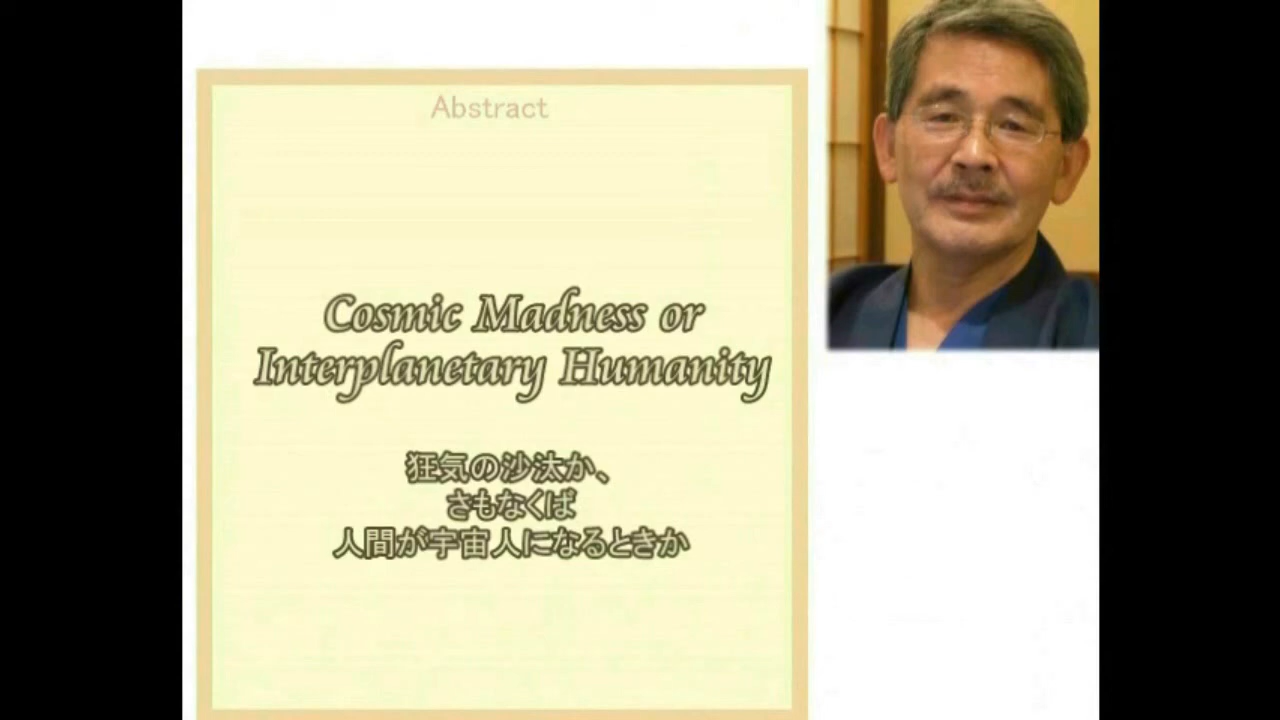 Abstract
Cosmic Madness or
Interplanetary Humanity
狂気の沙汰か、
さもなくば
人間が宇宙人になるときか